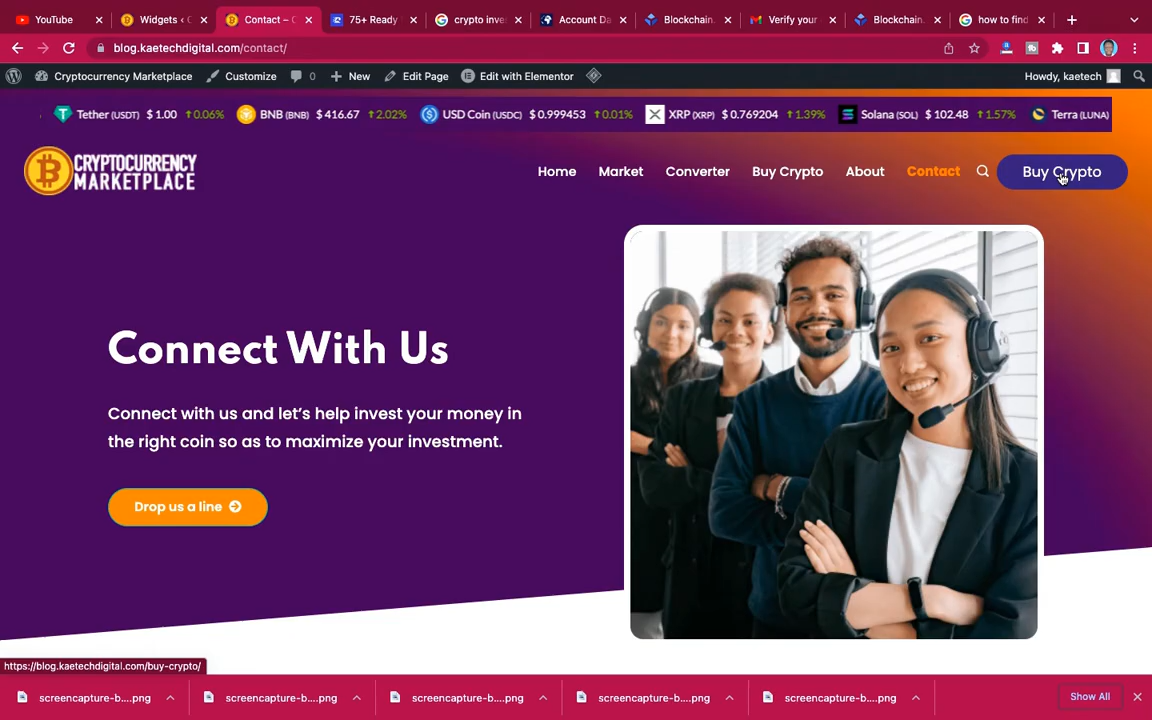 YouTube
Widgets ‹ C
Contact – C
75+ Ready
crypto inve
Account Da
Blockchain.
Verify your
Blockchain.
how to find
blog.kaetechdigital.com/contact/
Cryptocurrency Marketplace
Customize
0
New
Edit Page
Edit with Elementor
Howdy, kaetech
Tether (USDT) $ 1.00 ↑0.06%
BNB (BNB) $ 416.67 ↑2.02%
USD Coin (USDC) $ 0.999453 ↑0.01%
XRP (XRP) $ 0.769204 ↑1.39%
Solana (SOL) $ 102.48 ↑1.57%
Terra (LUNA)
CRYPTOCURRENCY
MARKETPLACE
Home
Market
Converter
Buy Crypto
About
Contact
Buy Crypto
Connect With Us
Connect with us and let's help invest your money in
the right coin so as to maximize your investment.
Drop us a line
https://blog.kaetechdigital.com/buy-crypto/
screencapture-b....png
screencapture-b....png
screencapture-b....png
screencapture-b....png
screencapture-b....png
Show All